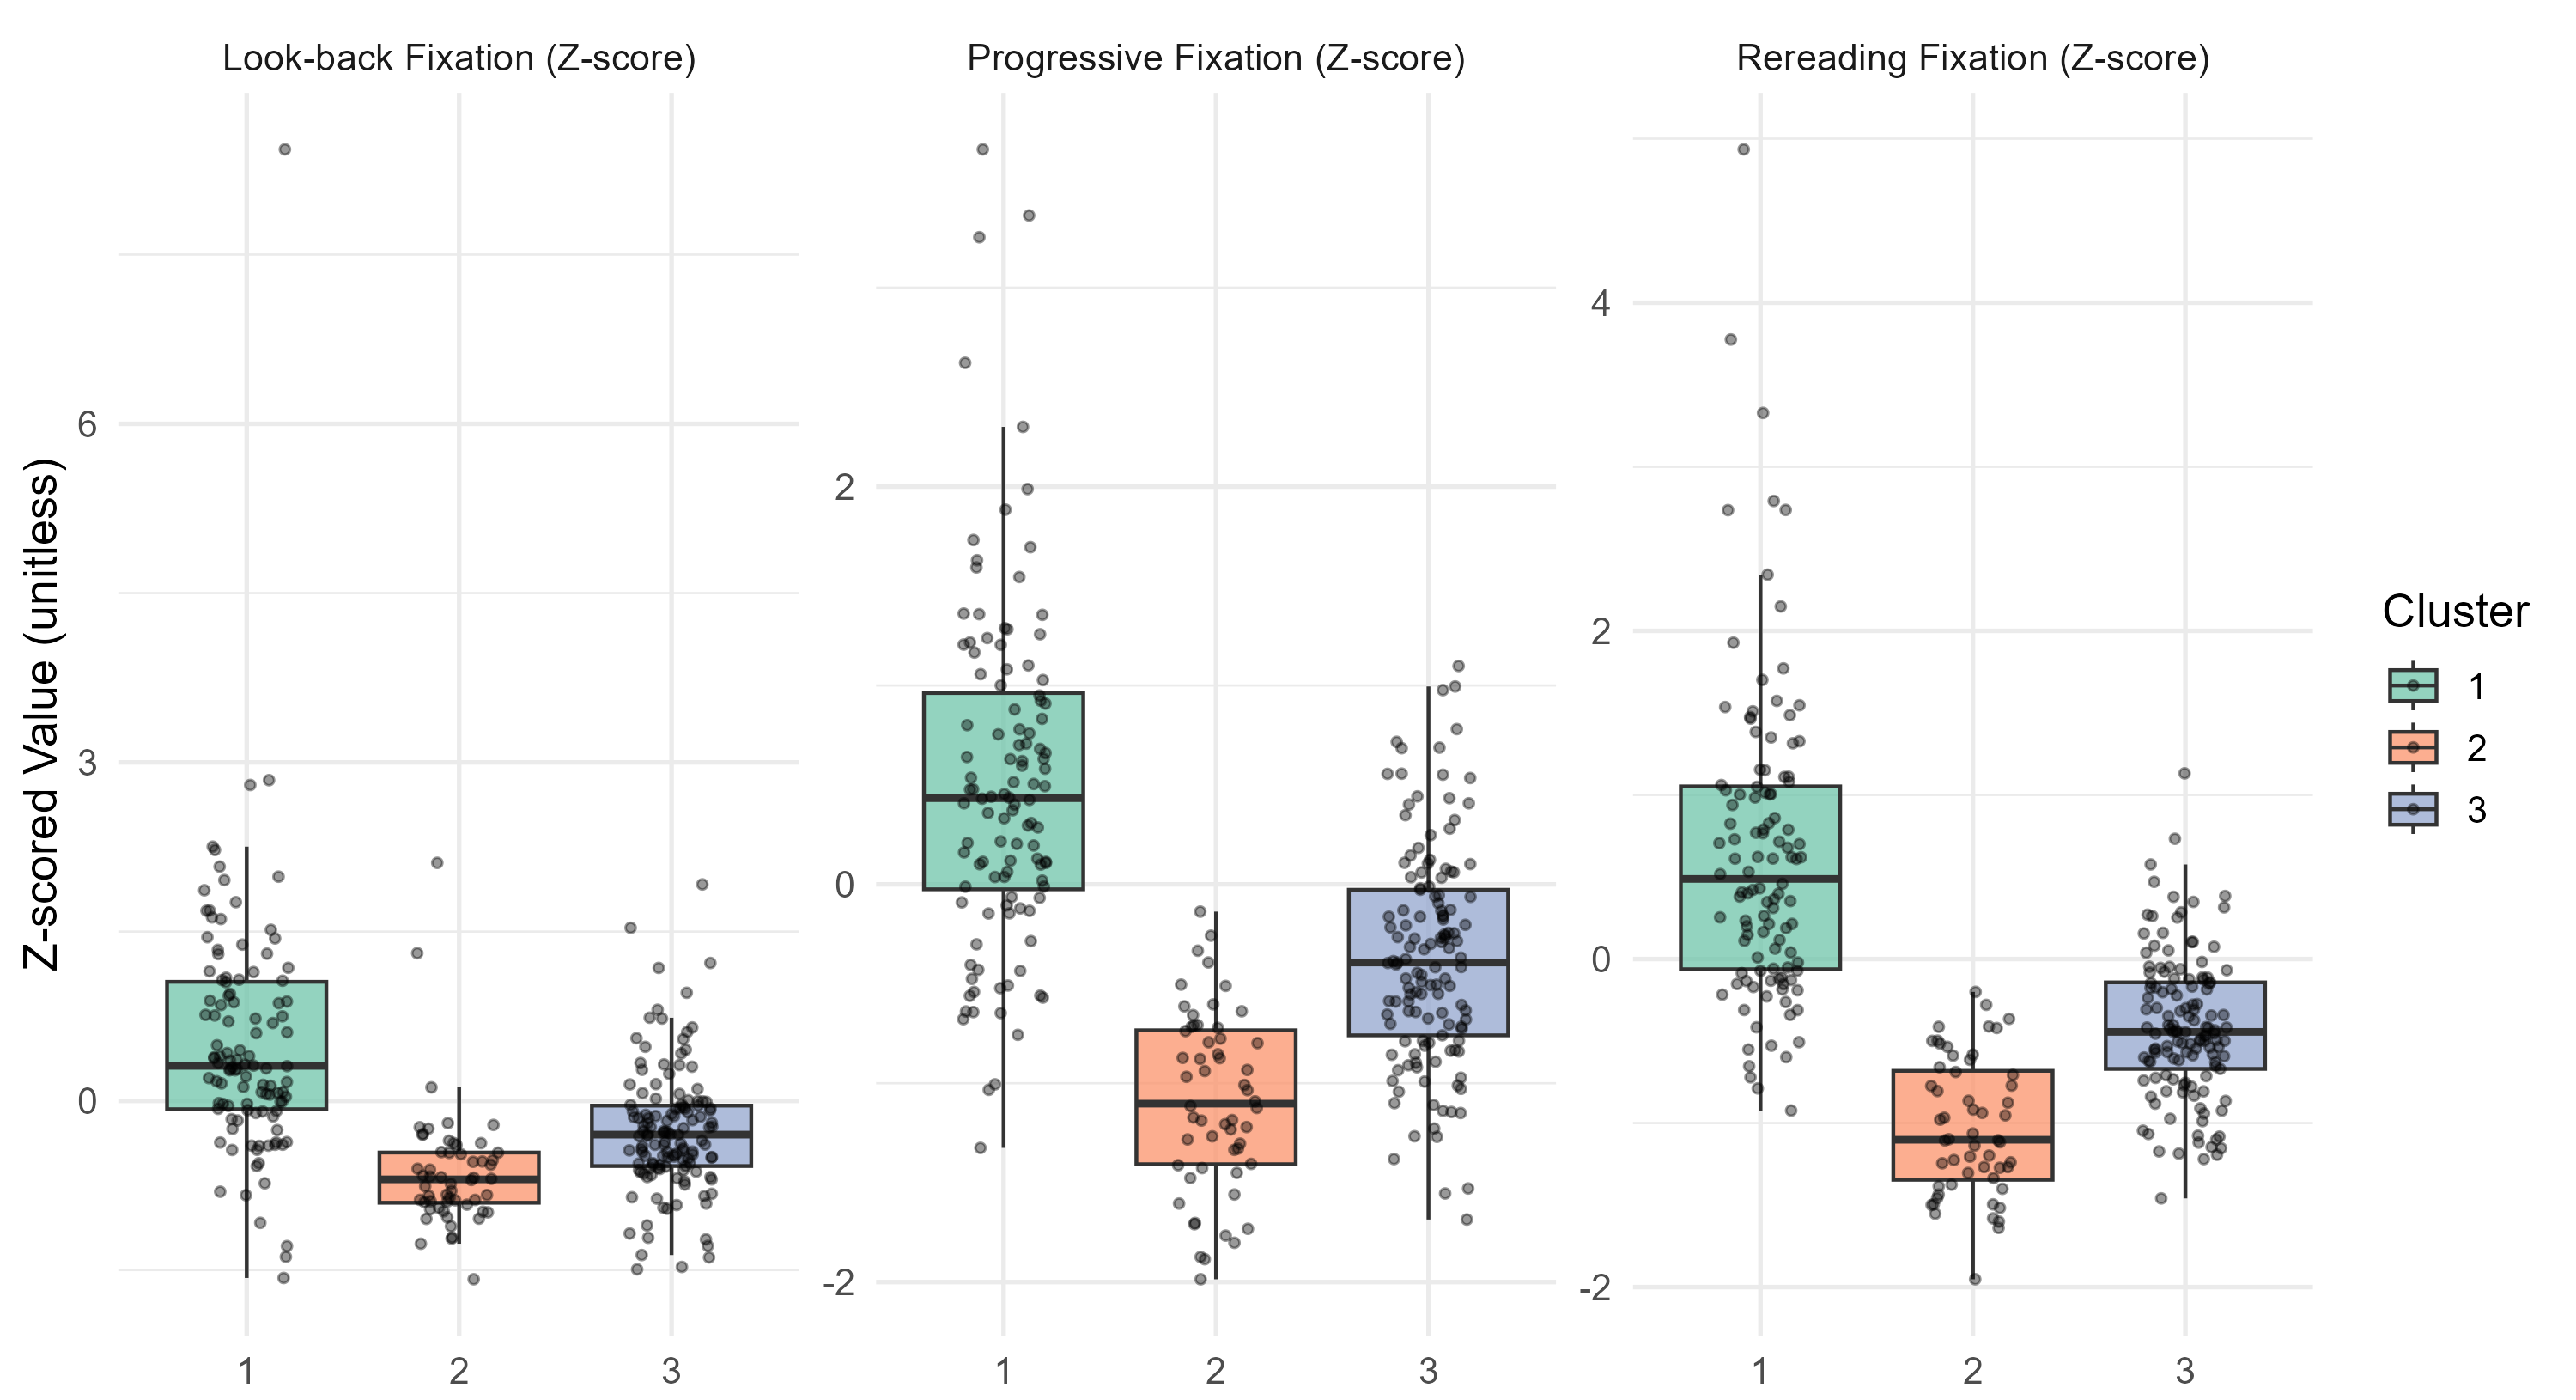 Look-back Fixation (Z-score)
Progressive Fixation (Z-score)
Rereading Fixation (Z-score)
Z-scored Value (unitless)
6
3
0
2
0
-2
4
2
0
-2
1 2 3
1 2 3
1 2 3
Cluster
1
2
3